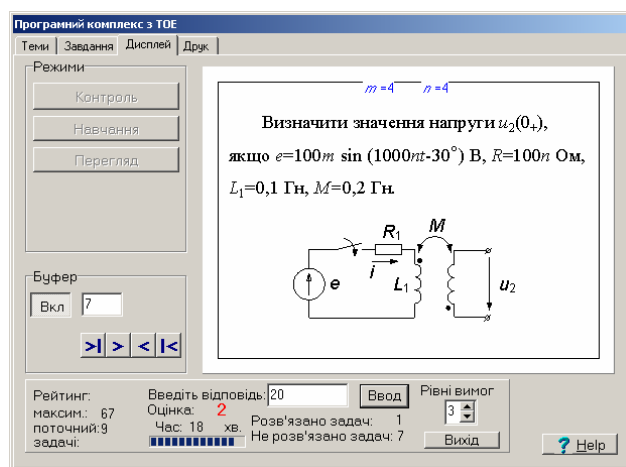 Програмний комплекс з ТОЕ
Теми Завдання Дисплей Друк
Режими
Контроль
Навчання
Перегляд
Буфер
Вкл 7
>| > < |<
m=4 n=4
Визначити значення напруги u₂(0₊),
якщо e=100m sin (1000nt-30°) В, R=100n Ом,
L₁=0,1 Гн, M=0,2 Гн.
R₁ M
e i L₁ u₂
Рейтинг:
максим.: 67
поточний:9
задачі:
Введіть відповідь: 20 Ввод
Оцінка: 2
Час: 18 хв.
Розв'язано задач: 1
Не розв'язано задач: 7
Рівні вимог
3
Вихід
? Help